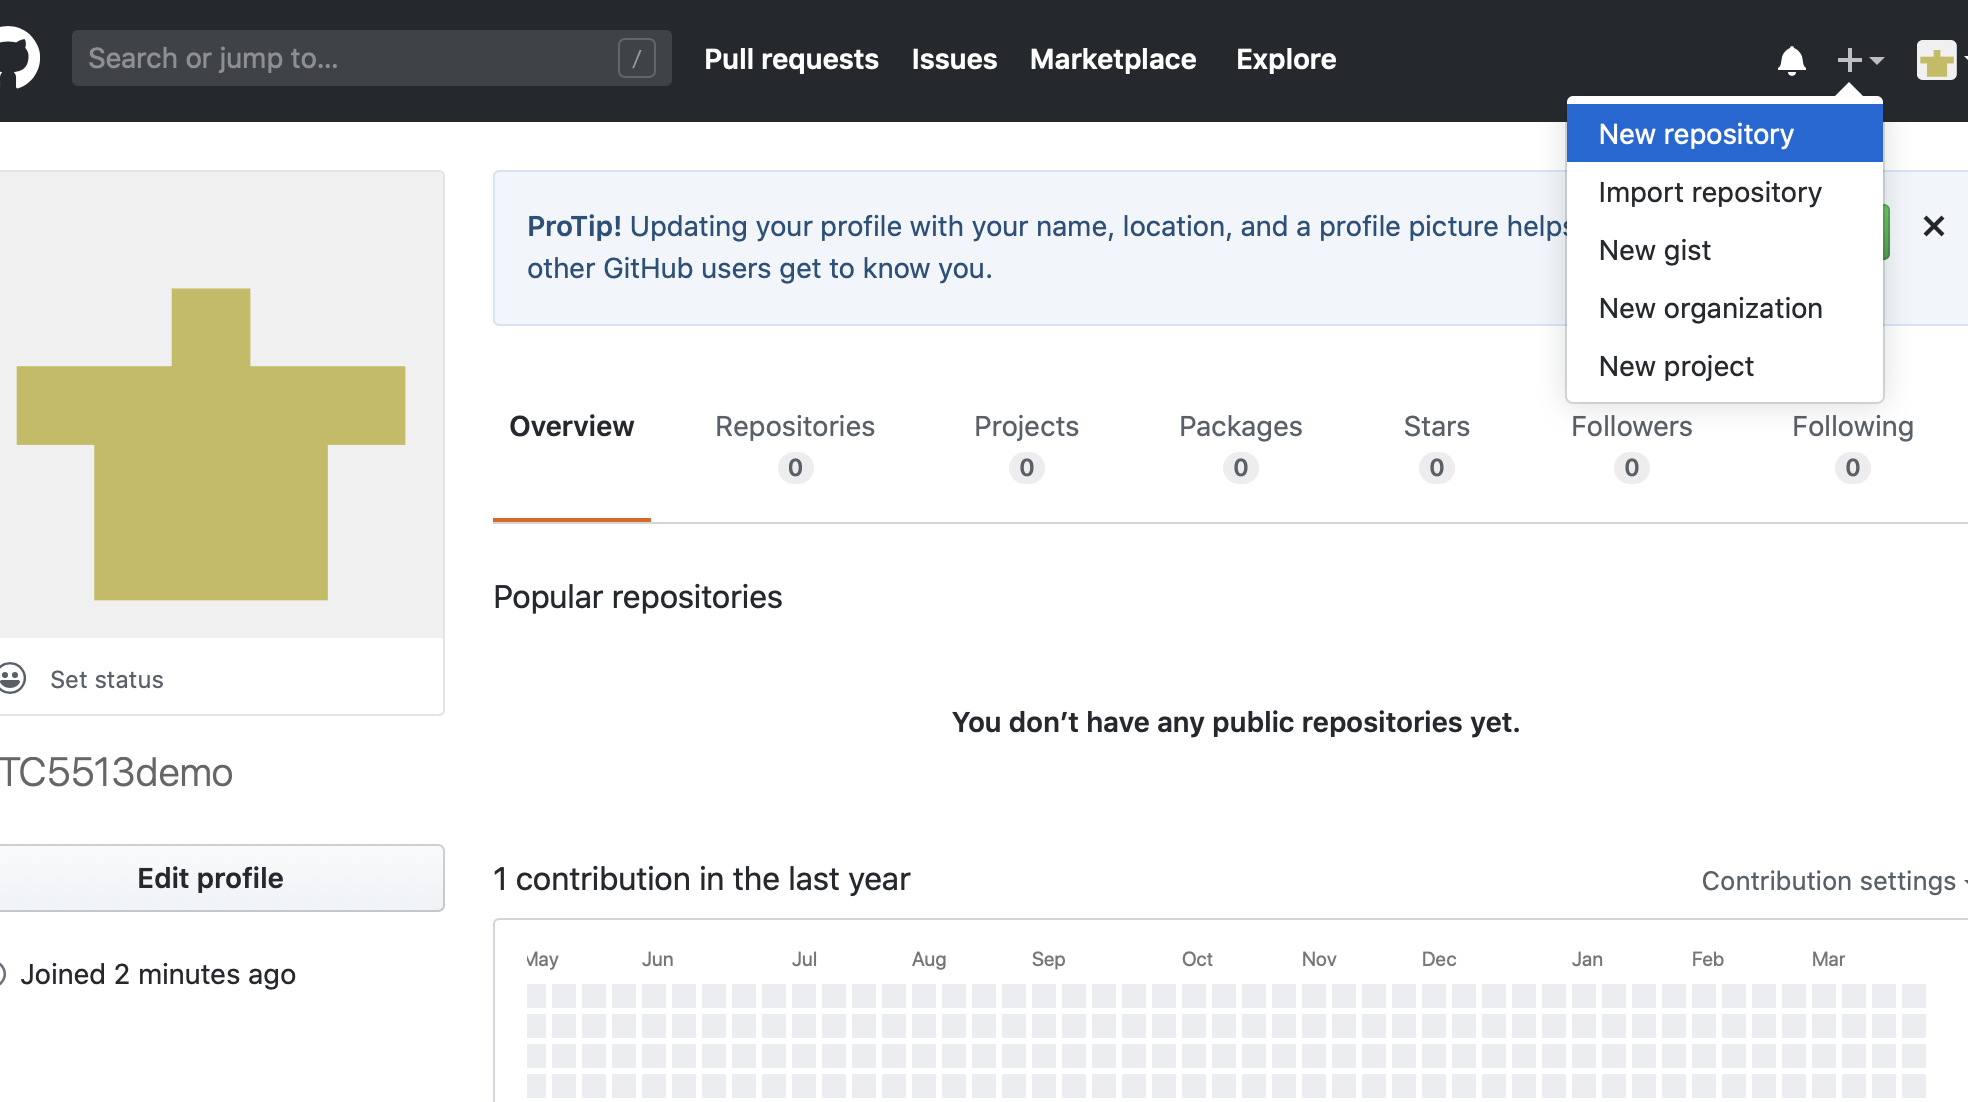 Search or jump to...
/
Pull requests
Issues
Marketplace
Explore
New repository
Import repository
New gist
New organization
New project
ProTip! Updating your profile with your name, location, and a profile picture helps
other GitHub users get to know you.
Overview
Repositories
0
Projects
0
Packages
0
Stars
0
Followers
0
Following
0
Set status
TC5513demo
Edit profile
Joined 2 minutes ago
Popular repositories
You don’t have any public repositories yet.
1 contribution in the last year
Contribution settings
May
Jun
Jul
Aug
Sep
Oct
Nov
Dec
Jan
Feb
Mar